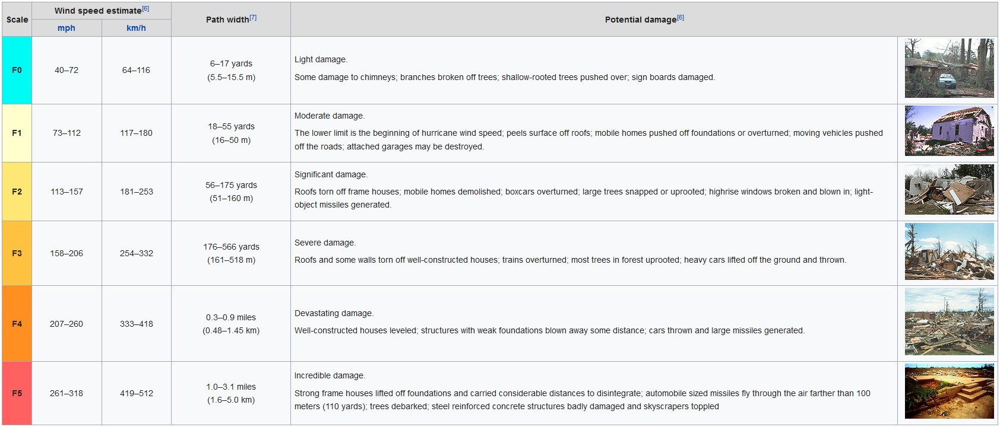 Scale
Wind speed estimate[6]
mph
km/h
Path width[7]
Potential damage[6]
F0
40–72
64–116
6–17 yards
(5.5–15.5 m)
Light damage.
Some damage to chimneys; branches broken off trees; shallow-rooted trees pushed over; sign boards damaged.
F1
73–112
117–180
18–55 yards
(16–50 m)
Moderate damage.
The lower limit is the beginning of hurricane wind speed; peels surface off roofs; mobile homes pushed off foundations or overturned; moving vehicles pushed
off the roads; attached garages may be destroyed.
F2
113–157
181–253
56–175 yards
(51–160 m)
Significant damage.
Roofs torn off frame houses; mobile homes demolished; boxcars overturned; large trees snapped or uprooted; highrise windows broken and blown in; light-
object missiles generated.
F3
158–206
254–332
176–566 yards
(161–518 m)
Severe damage.
Roofs and some walls torn off well-constructed houses; trains overturned; most trees in forest uprooted; heavy cars lifted off the ground and thrown.
F4
207–260
333–418
0.3–0.9 miles
(0.48–1.45 km)
Devastating damage.
Well-constructed houses leveled; structures with weak foundations blown away some distance; cars thrown and large missiles generated.
F5
261–318
419–512
1.0–3.1 miles
(1.6–5.0 km)
Incredible damage.
Strong frame houses lifted off foundations and carried considerable distances to disintegrate; automobile sized missiles fly through the air farther than 100
meters (110 yards); trees debarked; steel reinforced concrete structures badly damaged and skyscrapers toppled